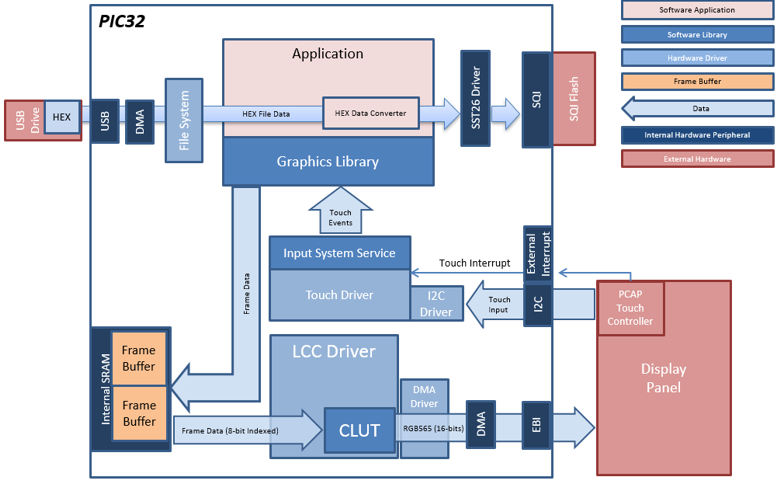 PIC32
Software Application
Software Library
Hardware Driver
Frame Buffer
Data
Internal Hardware Peripheral
External Hardware
Application
USB
Drive
HEX
USB
DMA
File System
HEX File Data
HEX Data Converter
SST26 Driver
SQI
SQI Flash
Graphics Library
Touch
Events
Frame Data
Input System Service
Touch Driver
I2C
Driver
Touch Interrupt
Touch
Input
External
Interrupt
I2C
PCAP
Touch
Controller
Display
Panel
Internal SRAM
Frame
Buffer
Frame
Buffer
Frame Data (8-bit Indexed)
LCC Driver
CLUT
DMA
Driver
RGB565 (16-bits)
DMA
EBI